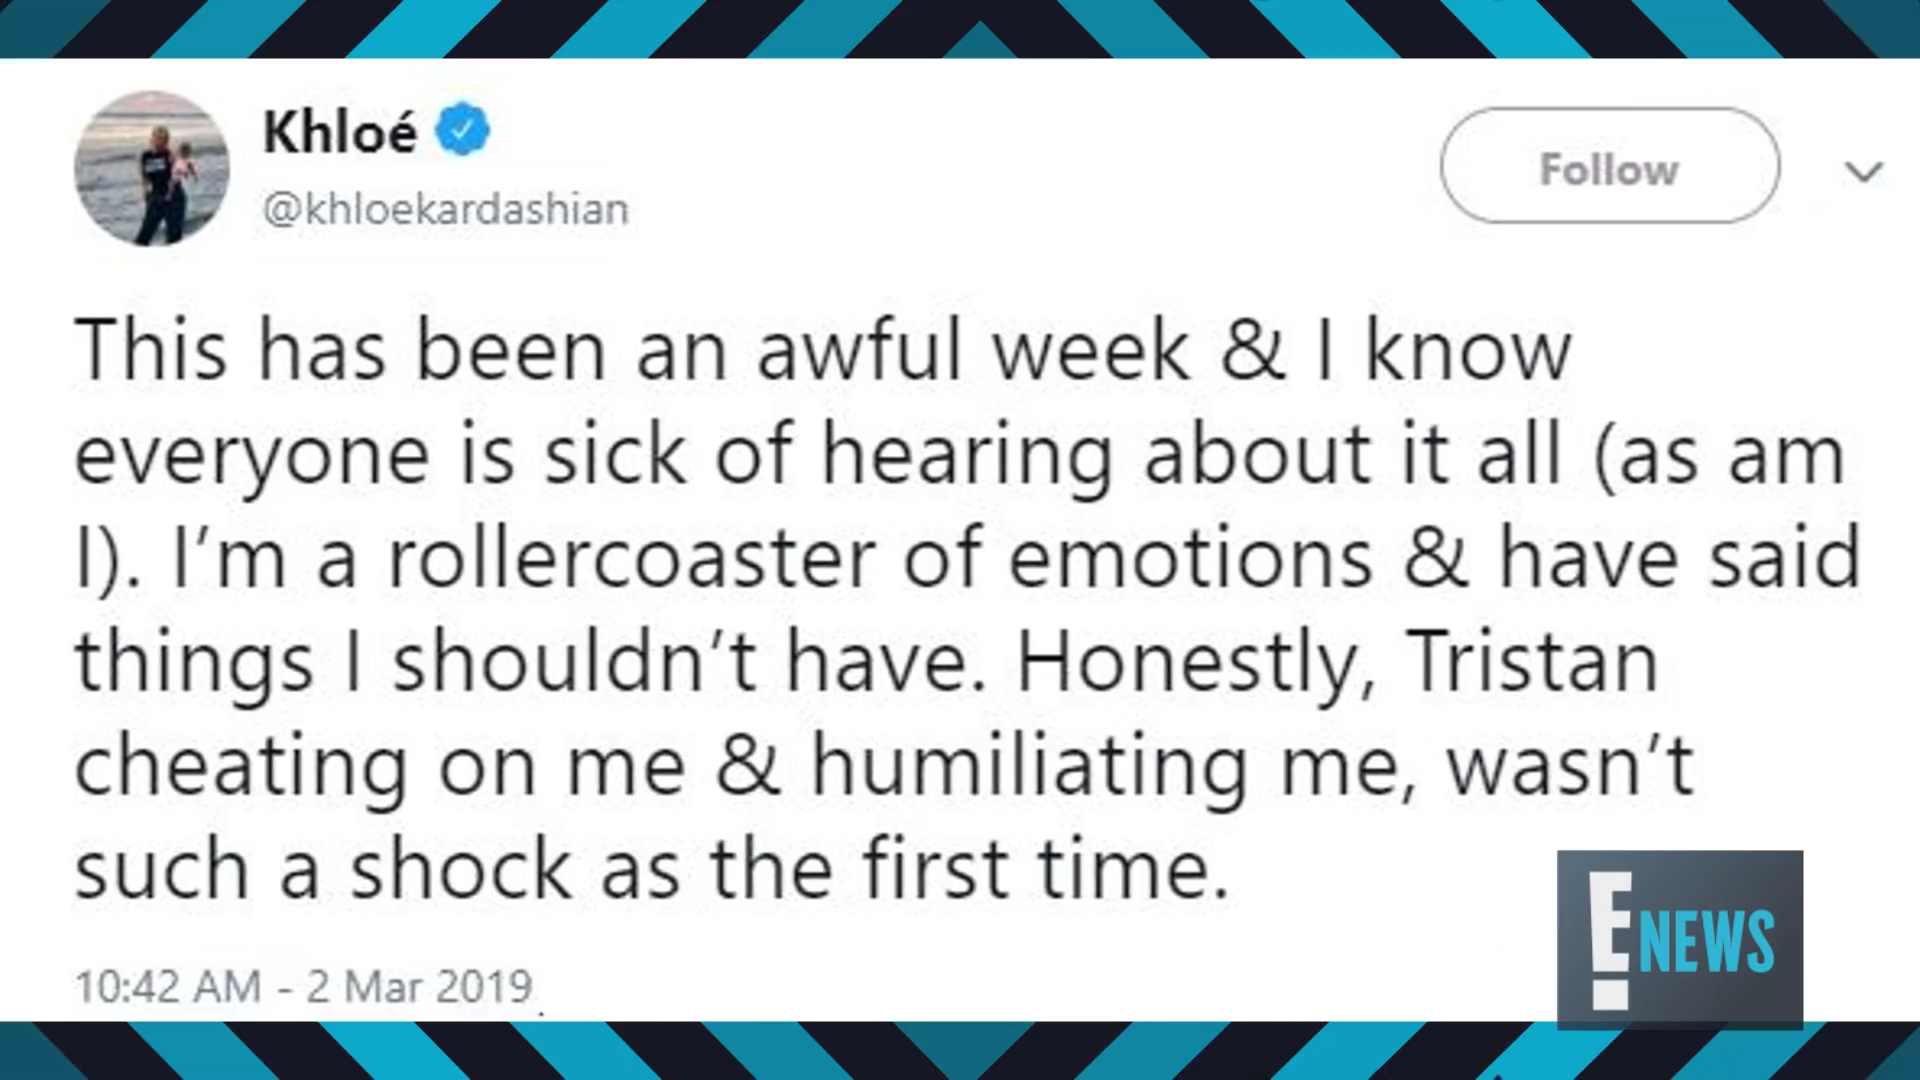 Khloé
@khloekardashian
Follow
This has been an awful week & I know
everyone is sick of hearing about it all (as am
I). I’m a rollercoaster of emotions & have said
things I shouldn’t have. Honestly, Tristan
cheating on me & humiliating me, wasn’t
such a shock as the first time.
10:42 AM - 2 Mar 2019
E! NEWS